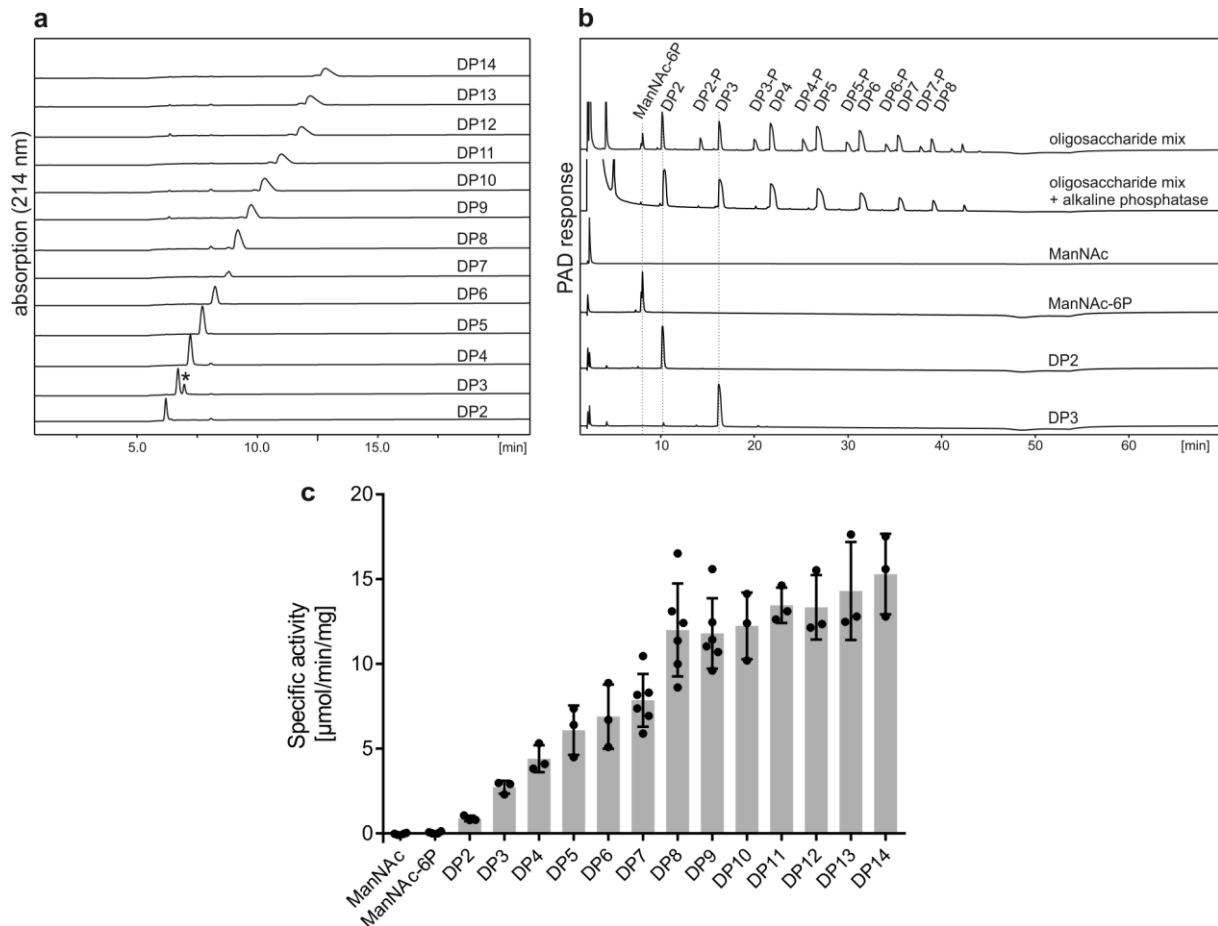 a
absorption (214 nm)
DP14
DP13
DP12
DP11
DP10
DP9
DP8
DP7
DP6
DP5
DP4
DP3
*
DP2
5.0 10.0 15.0 [min]
b
PAD response
ManNAc-6P
DP2
DP2-P
DP3
DP3-P
DP4
DP4-P
DP5
DP5-P
DP6
DP6-P
DP7
DP7-P
DP8
oligosaccharide mix
oligosaccharide mix
+ alkaline phosphatase
ManNAc
ManNAc-6P
DP2
DP3
10 20 30 40 50 60 [min]
c
Specific activity
[µmol/min/mg]
20
15
10
5
0
ManNAc
ManNAc-6P
DP2
DP3
DP4
DP5
DP6
DP7
DP8
DP9
DP10
DP11
DP12
DP13
DP14